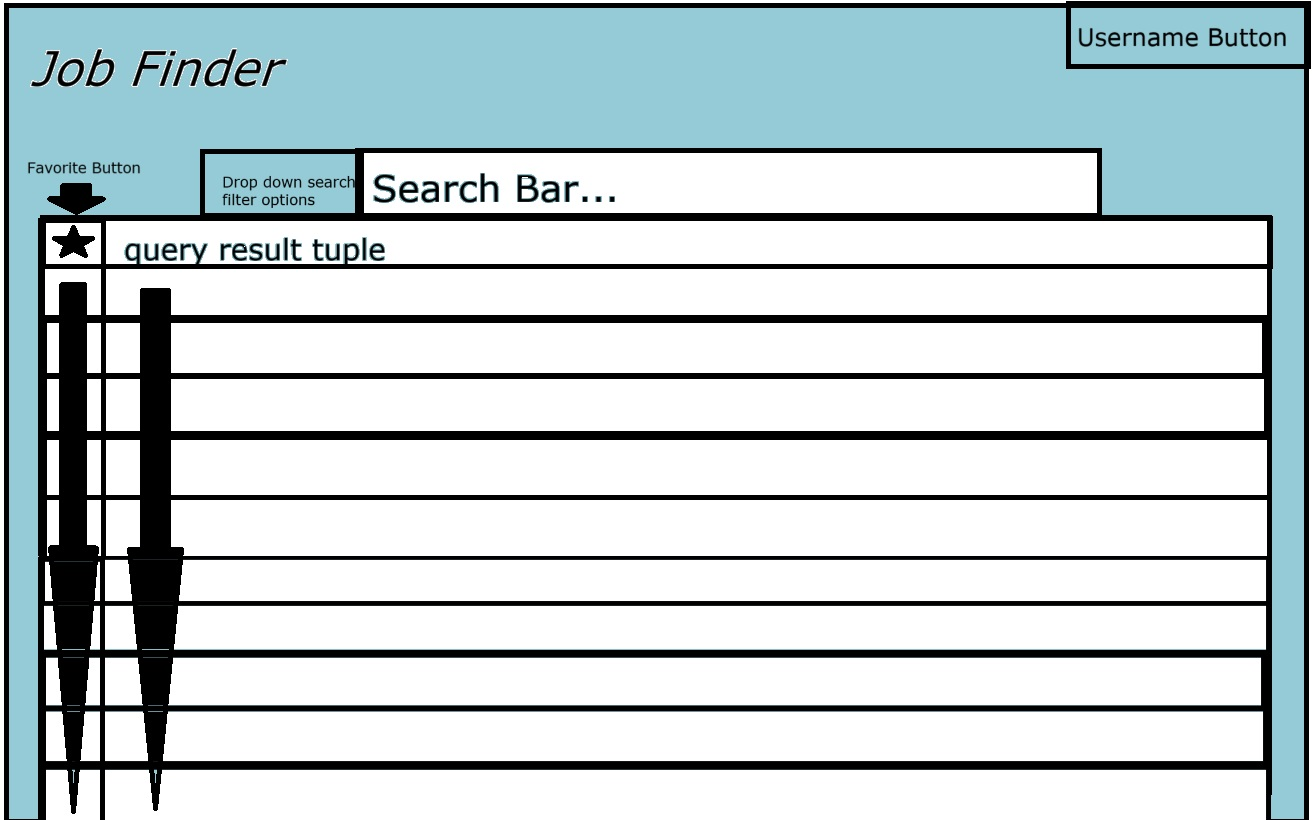 Username Button
Job Finder
Favorite Button
Drop down search
filter options
Search Bar...
query result tuple